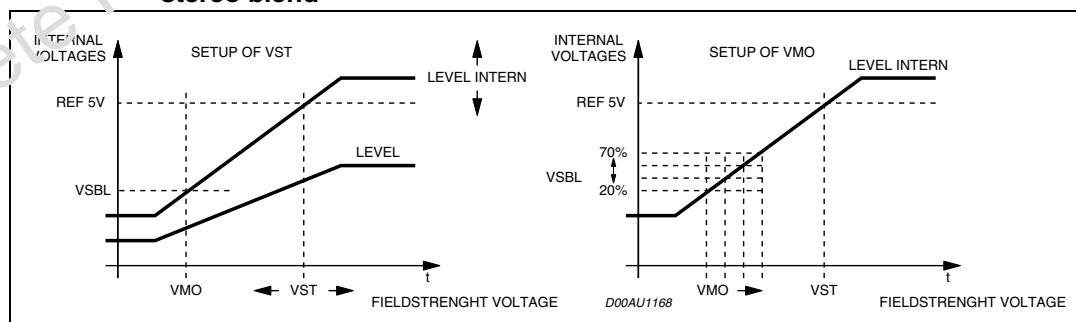 stereo blend
INTERNAL
VOLTAGES
SETUP OF VST
LEVEL INTERN
REF 5V
LEVEL
VSBL
VMO
VST
t
FIELDSTRENGHT VOLTAGE
INTERNAL
VOLTAGES
SETUP OF VMO
LEVEL INTERN
REF 5V
70%
VSBL
20%
VMO
VST
t
D00AU1168
FIELDSTRENGHT VOLTAGE